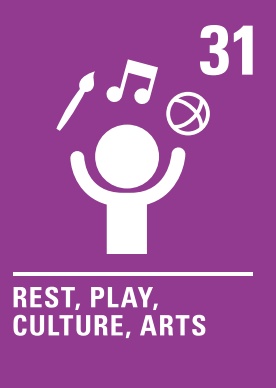 31
REST, PLAY,
CULTURE, ARTS